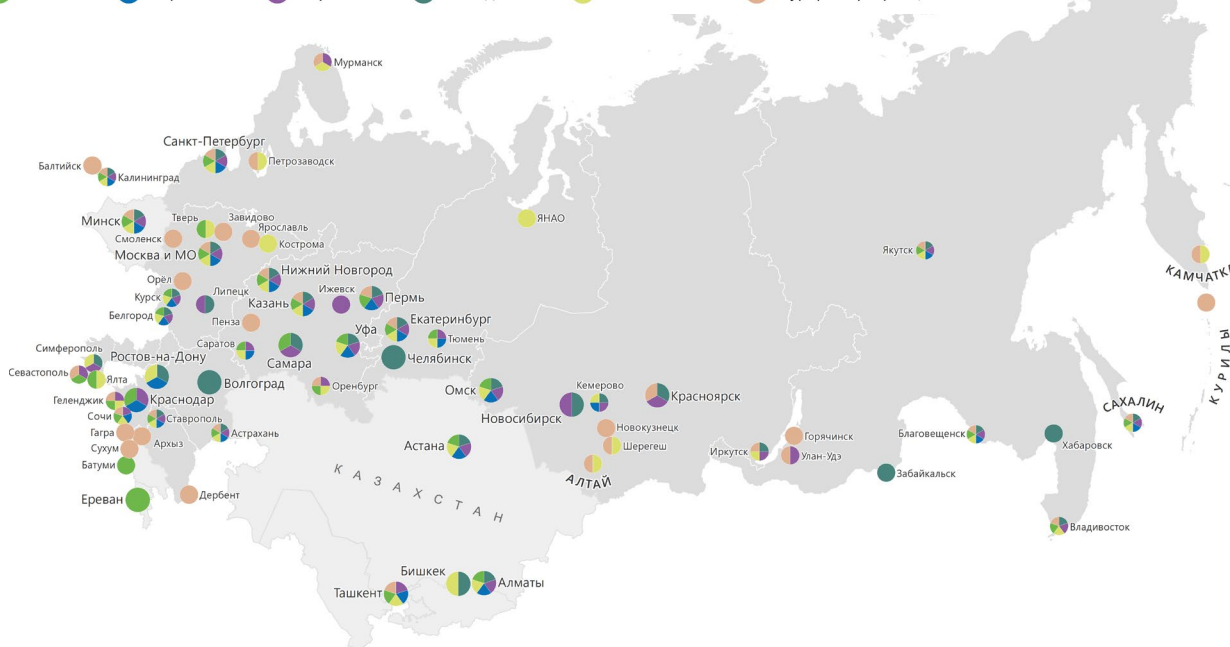 Мурманск
Санкт-Петербург
Петрозаводск
Балтийск
Калининград
Минск
Тверь
Завидово
Ярославль
ЯНАО
Смоленск
Кострома
Москва и МО
Якутск
Нижний Новгород
Орёл
КАМЧАТКА
Липецк
Ижевск
Курск
Казань
Пермь
Белгород
Пенза
Екатеринбург
Уфа
Тюмень
Саратов
Симферополь
Ростов-на-Дону
Самара
Челябинск
Севастополь
Ялта
Волгоград
Оренбург
Омск
Кемерово
КУРИЛЫ
Геленджик
Краснодар
Красноярск
САХАЛИН
Сочи
Ставрополь
Новосибирск
Гагра
Архыз
Астрахань
Новокузнецк
Горячинск
Благовещенск
Хабаровск
Сухум
Астана
Шерегеш
Иркутск
Улан-Удэ
Батуми
КАЗАХСТАН
АЛТАЙ
Забайкальск
Ереван
Дербент
Владивосток
Бишкек
Алматы
Ташкент